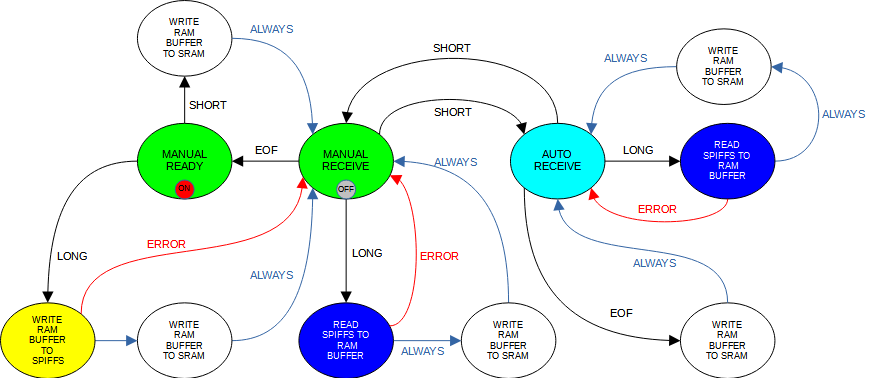 WRITE
RAM
BUFFER
TO SRAM
ALWAYS
SHORT
SHORT
ALWAYS
WRITE
RAM
BUFFER
TO SRAM
ALWAYS
SHORT
MANUAL
READY
ON
EOF
MANUAL
RECEIVE
OFF
ALWAYS
AUTO
RECEIVE
LONG
READ
SPIFFS TO
RAM
BUFFER
ERROR
LONG
ERROR
ALWAYS
LONG
ERROR
ALWAYS
EOF
WRITE
RAM
BUFFER
TO
SPIFFS
WRITE
RAM
BUFFER
TO SRAM
READ
SPIFFS TO
RAM
BUFFER
ALWAYS
WRITE
RAM
BUFFER
TO SRAM
WRITE
RAM
BUFFER
TO SRAM